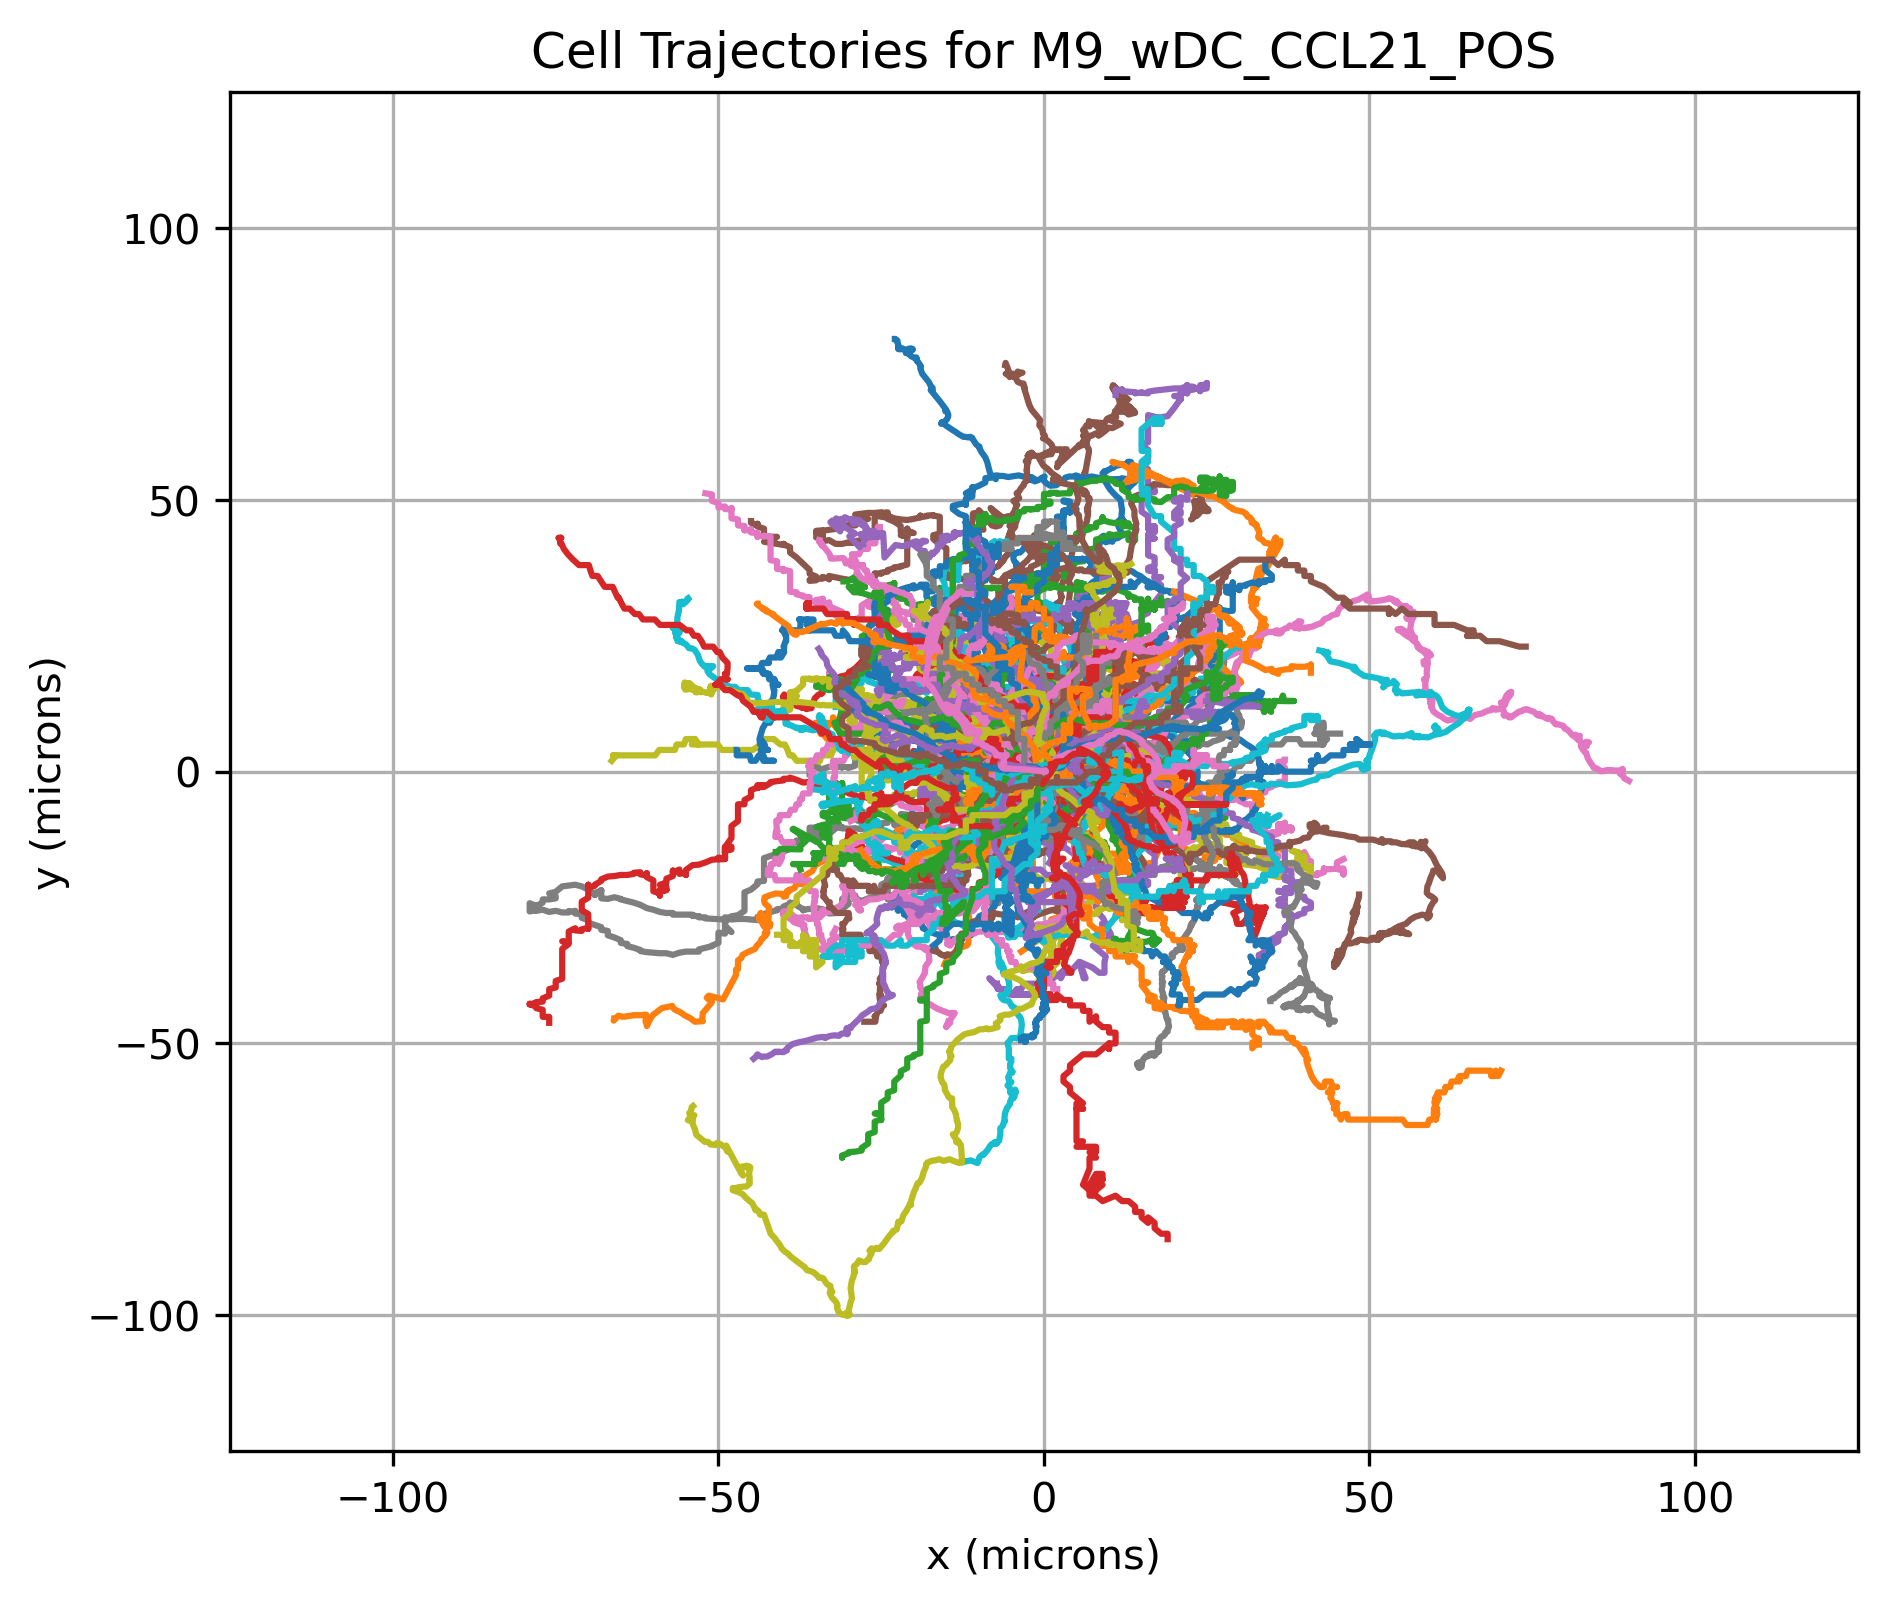 Cell Trajectories for M9_wDC_CCL21_POS
100
50
0
−50
−100
y (microns)
−100 −50 0 50 100
x (microns)